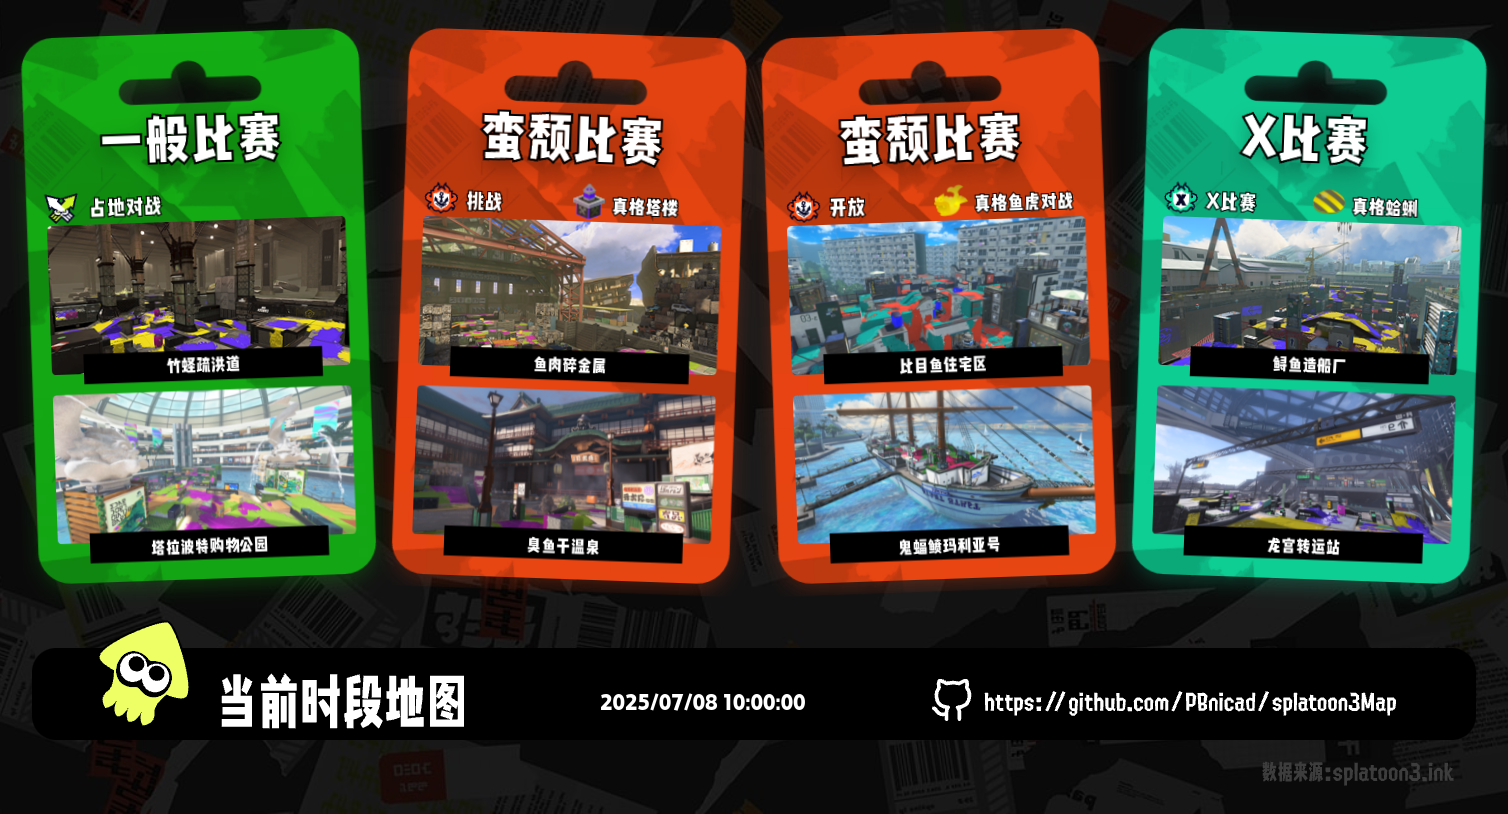 一般比赛
占地对战
竹蛏疏洪道
塔拉波特购物公园
蛮颓比赛
挑战
真格塔楼
鱼肉碎金属
臭鱼干温泉
蛮颓比赛
开放
真格鱼虎对战
比目鱼住宅区
鬼蝠鲼玛利亚号
X比赛
X比赛
真格蛤蜊
鲟鱼造船厂
龙宫转运站
当前时段地图
2025/07/08 10:00:00
https://github.com/PBnicad/splatoon3Map
数据来源:splatoon3.ink